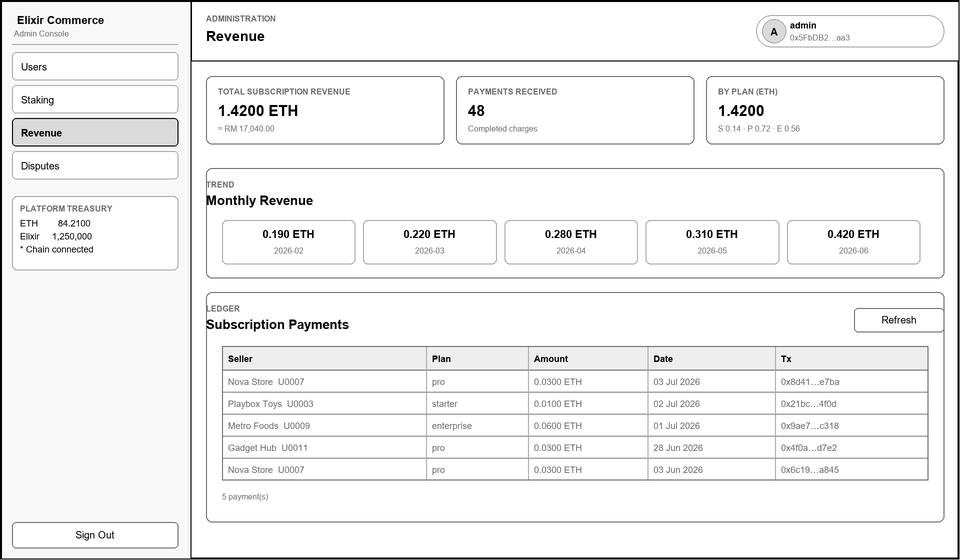 Elixir Commerce
Admin Console
Users
Staking
Revenue
Disputes
PLATFORM TREASURY
ETH 84.2100
Elixir 1,250,000
* Chain connected
Sign Out
ADMINISTRATION
Revenue
A
admin
0x5FbDB2...aa3
TOTAL SUBSCRIPTION REVENUE
1.4200 ETH
≈ RM 17,040.00
PAYMENTS RECEIVED
48
Completed charges
BY PLAN (ETH)
1.4200
S 0.14 · P 0.72 · E 0.56
TREND
Monthly Revenue
0.190 ETH
2026-02
0.220 ETH
2026-03
0.280 ETH
2026-04
0.310 ETH
2026-05
0.420 ETH
2026-06
LEDGER
Subscription Payments
Refresh
Seller Plan Amount Date Tx
Nova Store U0007 pro 0.0300 ETH 03 Jul 2026 0x8d41...e7ba
Playbox Toys U0003 starter 0.0100 ETH 02 Jul 2026 0x21bc...4f0d
Metro Foods U0009 enterprise 0.0600 ETH 01 Jul 2026 0x9ae7...c318
Gadget Hub U0011 pro 0.0300 ETH 28 Jun 2026 0x4f0a...d7e2
Nova Store U0007 pro 0.0300 ETH 03 Jun 2026 0x6c19...a845
5 payment(s)